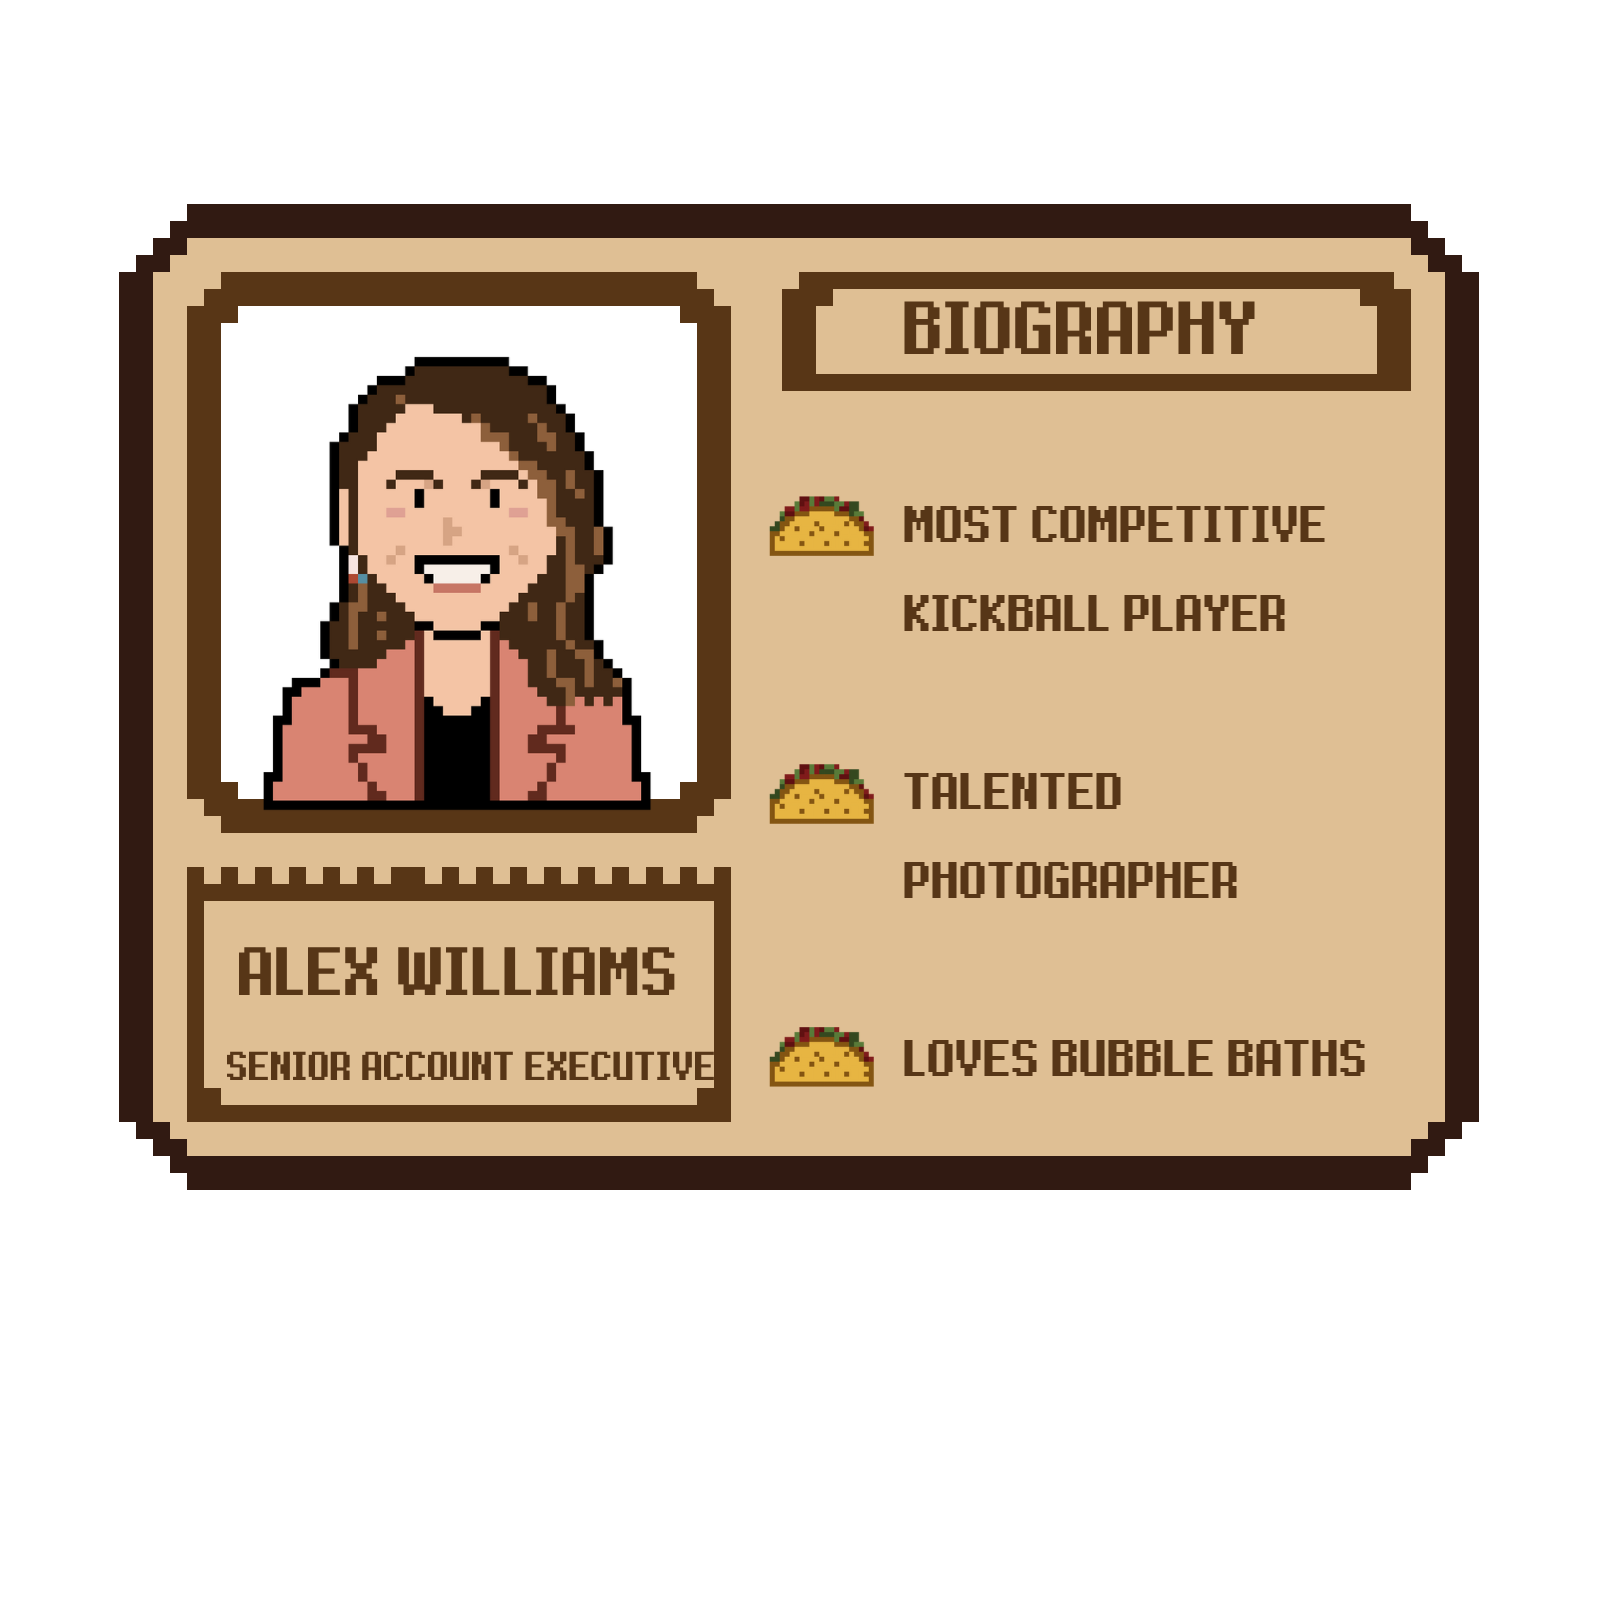 BIOGRAPHY
MOST COMPETITIVE
KICKBALL PLAYER
TALENTED
PHOTOGRAPHER
LOVES BUBBLE BATHS
ALEX WILLIAMS
SENIOR ACCOUNT EXECUTIVE